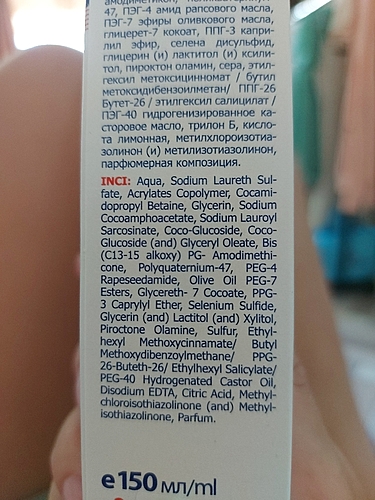 47, ПЭГ-4 амид рапсового масла,
ПЭГ-7 эфиры оливкового масла,
глицерет-7 кокоат, ППГ-3 капри-
лил эфир, селена дисульфид,
глицерин (и) лактитол (и) ксили-
тол, пироктон оламин, сера, этил-
гексил метоксициннамат / бутил
метоксидибензоилметан/ ППГ-26
Бутет-26 / этилгексил салицилат /
ПЭГ-40 гидрогенизированное ка-
сторовое масло, трилон Б, кисло-
та лимонная, метилхлороизотиа-
золинон (и) метилизотиазолинон,
парфюмерная композиция.
INCI: Aqua, Sodium Laureth Sul-
fate, Acrylates Copolymer, Cocami-
dopropyl Betaine, Glycerin, Sodium
Cocoamphoacetate, Sodium Lauroyl
Sarcosinate, Coco-Glucoside, Coco-
Glucoside (and) Glyceryl Oleate, Bis
(C13-15 alkoxy) PG- Amodimethi-
cone, Polyquaternium-47, PEG-4
Rapeseedamide, Olive Oil PEG-7
Esters, Glycereth- 7 Cocoate, PPG-
3 Caprylyl Ether, Selenium Sulfide,
Glycerin (and) Lactitol (and) Xylitol,
Piroctone Olamine, Sulfur, Ethyl-
hexyl Methoxycinnamate/ Butyl
Methoxydibenzoylmethane/ PPG-
26-Buteth-26/ Ethylhexyl Salicylate/
PEG-40 Hydrogenated Castor Oil,
Disodium EDTA, Citric Acid, Methyl-
chloroisothiazolinone (and) Methyl-
isothiazolinone, Parfum.
e 150 мл/ml